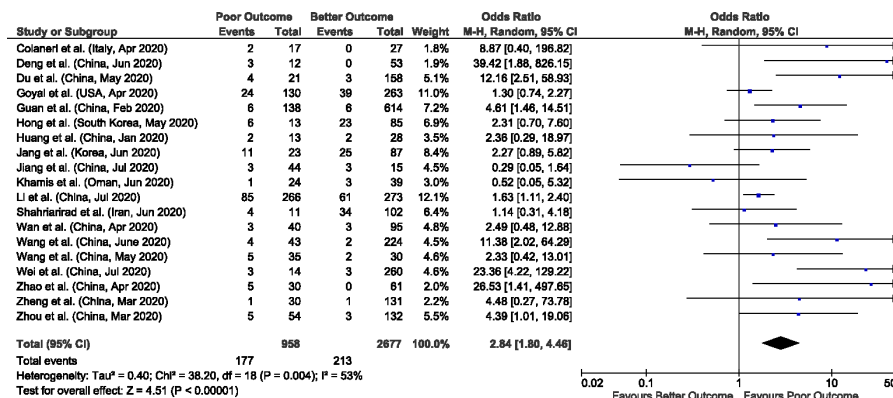 Poor Outcome Better Outcome Odds Ratio Odds Ratio
Study or Subgroup Events Total Events Total Weight M-H, Random, 95% CI M-H, Random, 95% CI
Colaneri et al. (Italy, Apr 2020) 2 17 0 27 1.8% 8.87 [0.40, 196.82]
Deng et al. (China, Jun 2020) 3 12 0 53 1.8% 39.42 [1.88, 826.15]
Du et al. (China, May 2020) 4 21 3 158 5.0% 12.16 [2.51, 58.93]
Goyal et al. (USA, Apr 2020) 24 130 39 263 11.0% 1.30 [0.74, 2.27]
Guan et al. (China, Feb 2020) 6 138 6 614 7.2% 4.61 [1.46, 14.51]
Hong et al. (South Korea, May 2020) 6 13 23 85 7.0% 2.31 [0.70, 7.60]
Huang et al. (China, Jan 2020) 2 13 2 28 3.1% 2.36 [0.29, 18.97]
Jang et al. (Korea, Jun 2020) 11 23 25 87 8.7% 2.27 [0.89, 5.82]
Jiang et al. (China, Jul 2020) 3 44 3 15 4.6% 0.29 [0.05, 1.64]
Khamis et al. (Oman, Jun 2020) 1 24 3 39 2.7% 0.52 [0.05, 5.32]
Li et al. (China, Jul 2020) 85 266 61 273 12.1% 1.63 [1.11, 2.40]
Shahriarirad et al. (Iran, Jun 2020) 4 11 34 102 6.4% 1.14 [0.31, 4.18]
Wan et al. (China, Apr 2020) 3 40 3 95 4.8% 2.49 [0.48, 12.88]
Wang et al. (China, June 2020) 4 43 2 224 4.4% 11.38 [2.02, 64.29]
Wang et al. (China, May 2020) 5 35 2 30 4.4% 2.33 [0.42, 13.01]
Wei et al. (China, Jul 2020) 3 14 3 260 4.6% 23.36 [4.22, 129.22]
Zhao et al. (China, Apr 2020) 5 30 0 61 2.0% 26.53 [1.41, 497.65]
Zheng et al. (China, Mar 2020) 1 30 1 131 2.1% 4.48 [0.27, 73.78]
Zhou et al. (China, Mar 2020) 5 54 3 132 5.5% 4.39 [1.01, 19.06]
Total (95% CI) 958 2677 100.0% 2.84 [1.80, 4.46]
Total events 177 213
Heterogeneity: Tau² = 0.40; Chi² = 38.20, df = 18 (P = 0.004); I² = 53%
Test for overall effect: Z = 4.51 (P < 0.00001)
0.02 0.1 1 10 50
Favours Better Outcome Favours Poor Outcome